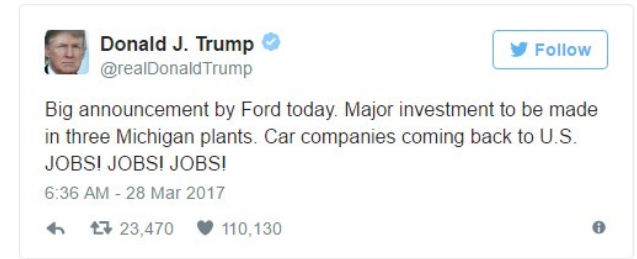 Donald J. Trump
Follow
@realDonaldTrump
Big announcement by Ford today. Major investment to be made
in three Michigan plants. Car companies coming back to U.S.
JOBS! JOBS! JOBS!
6:36 AM - 28 Mar 2017
23,470 110,130